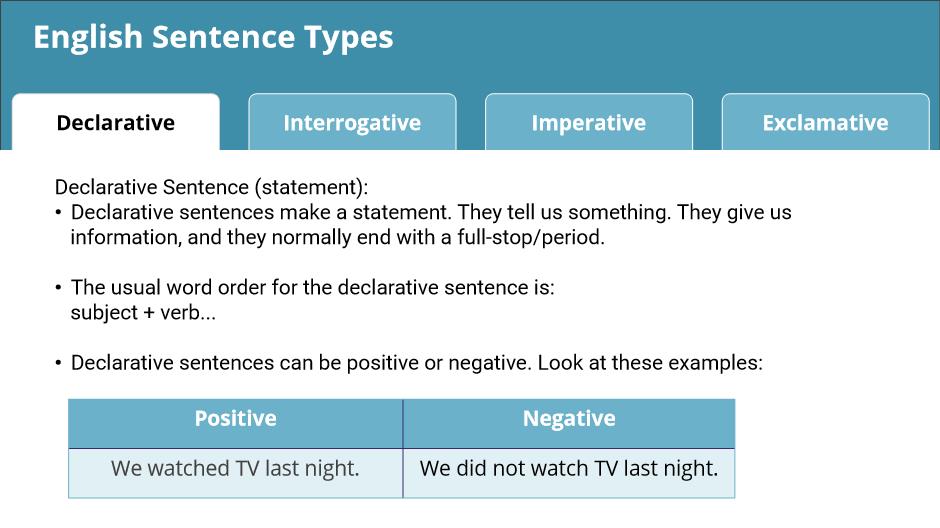 English Sentence Types
Declarative
Interrogative
Imperative
Exclamative
Declarative Sentence (statement):
• Declarative sentences make a statement. They tell us something. They give us
information, and they normally end with a full-stop/period.
• The usual word order for the declarative sentence is:
subject + verb...
• Declarative sentences can be positive or negative. Look at these examples:
Positive
Negative
We watched TV last night.
We did not watch TV last night.